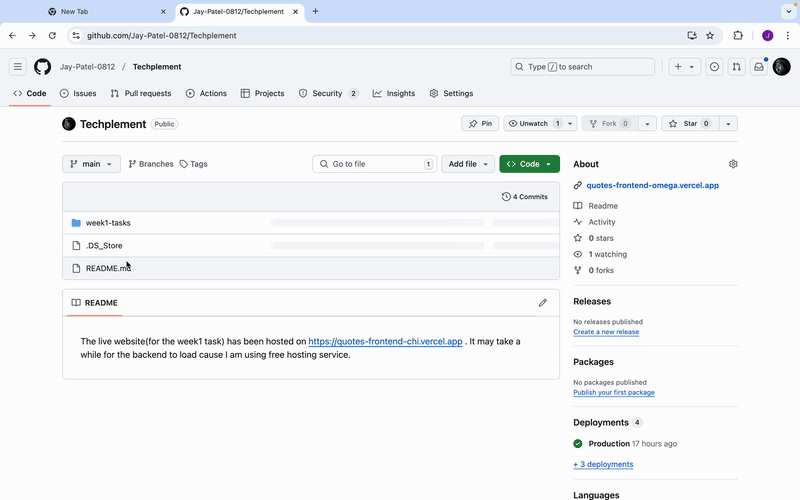 New Tab
Jay-Patel-0812/Techplement
github.com/Jay-Patel-0812/Techplement
J
Jay-Patel-0812 / Techplement
Type / to search
Code Issues Pull requests Actions Projects Security 2 Insights Settings
Techplement Public
Pin Unwatch 1 Fork 0 Star 0
main Branches Tags Go to file t Add file Code
4 Commits
week1-tasks
.DS_Store
README.md
README
The live website(for the week1 task) has been hosted on https://quotes-frontend-chi.vercel.app . It may take a
while for the backend to load cause I am using free hosting service.
About
quotes-frontend-omega.vercel.app
Readme
Activity
0 stars
1 watching
0 forks
Releases
No releases published
Create a new release
Packages
No packages published
Publish your first package
Deployments 4
Production 17 hours ago
+ 3 deployments
Languages